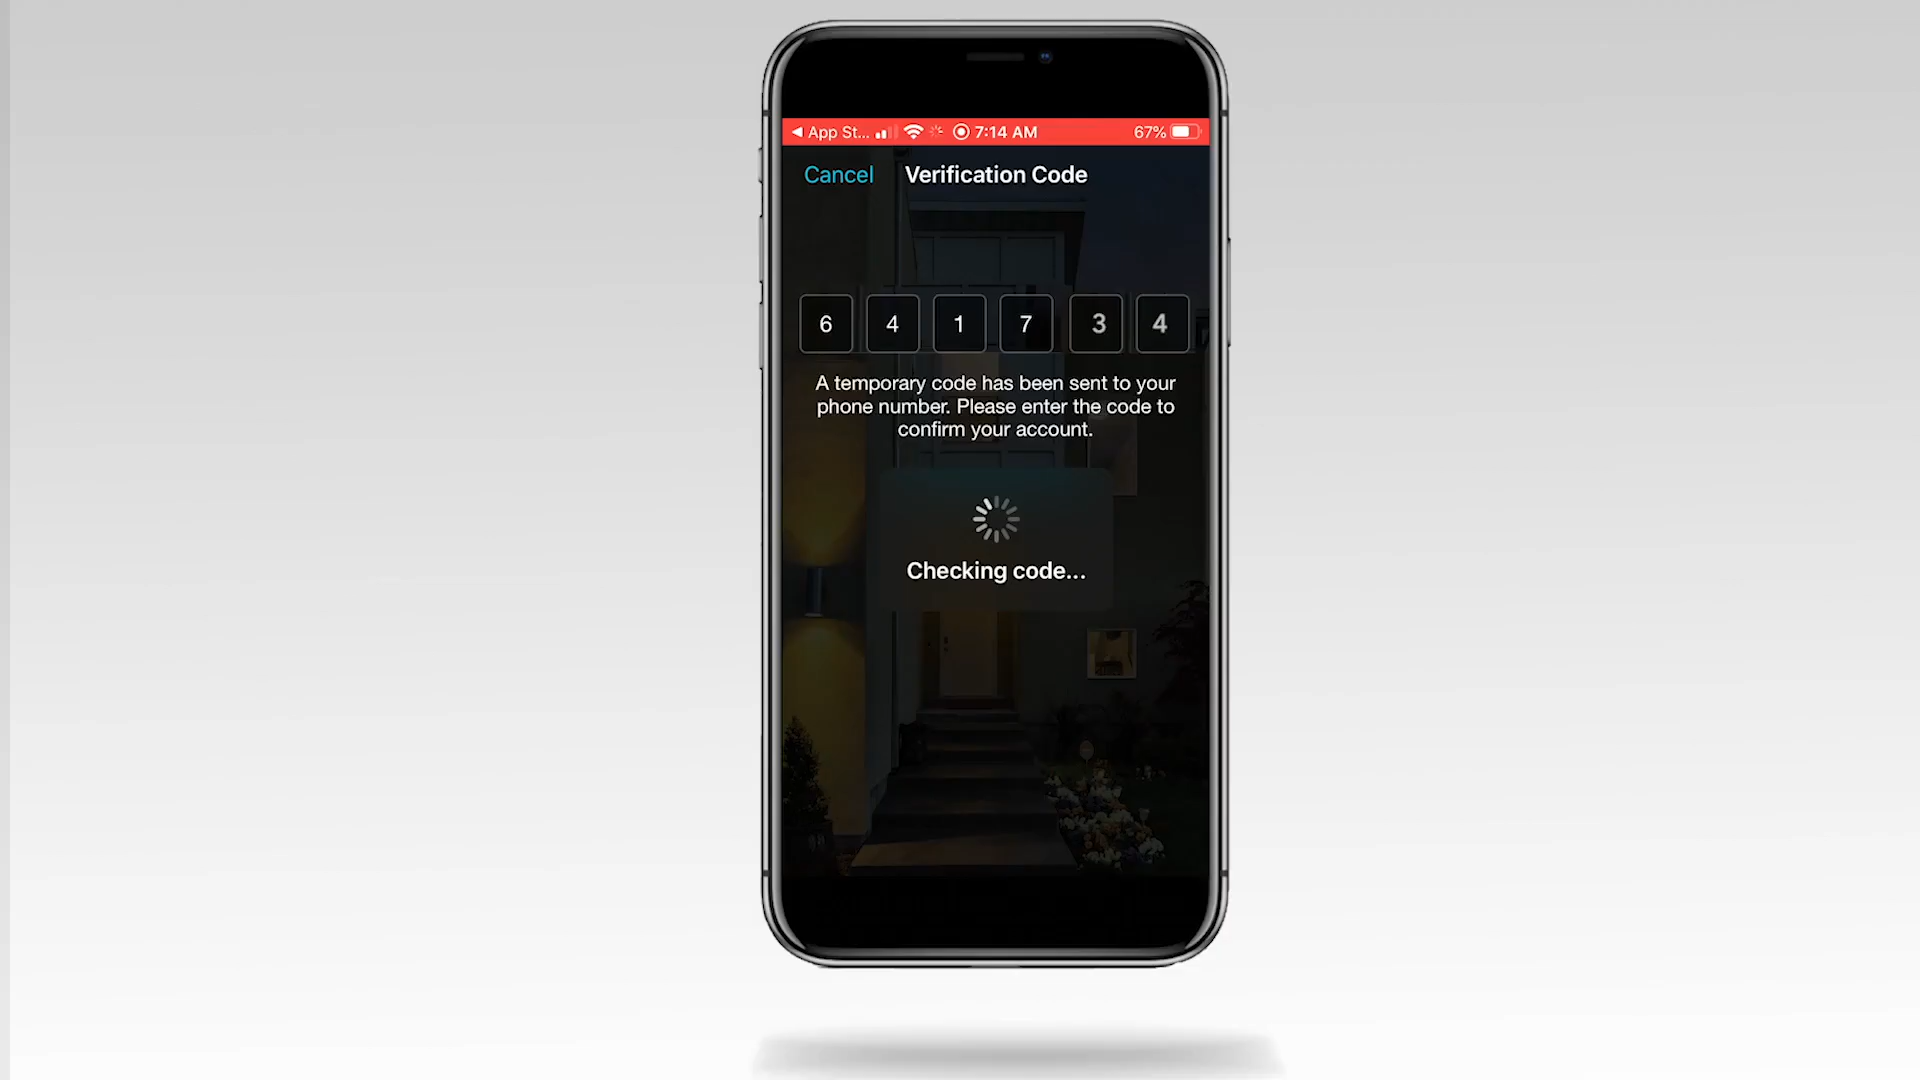 ◀ App St... 7:14 AM 67%
Cancel Verification Code
6 4 1 7 3 4
A temporary code has been sent to your
phone number. Please enter the code to
confirm your account.
Checking code...